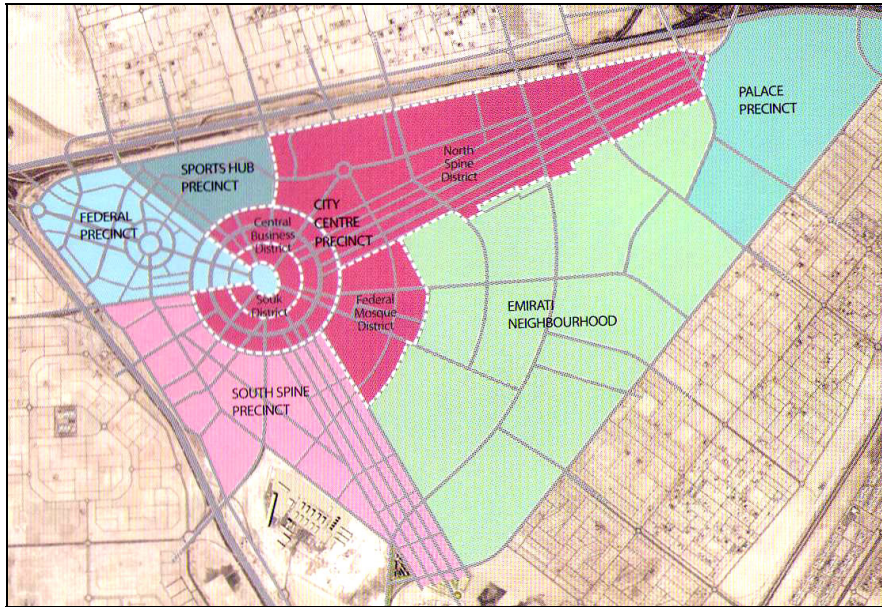 PALACE
PRECINCT
North
Spine
District
SPORTS HUB
PRECINCT
CITY
CENTRE
PRECINCT
FEDERAL
PRECINCT
Central
Business
District
Souk
District
Federal
Mosque
District
EMIRATI
NEIGHBOURHOOD
SOUTH SPINE
PRECINCT